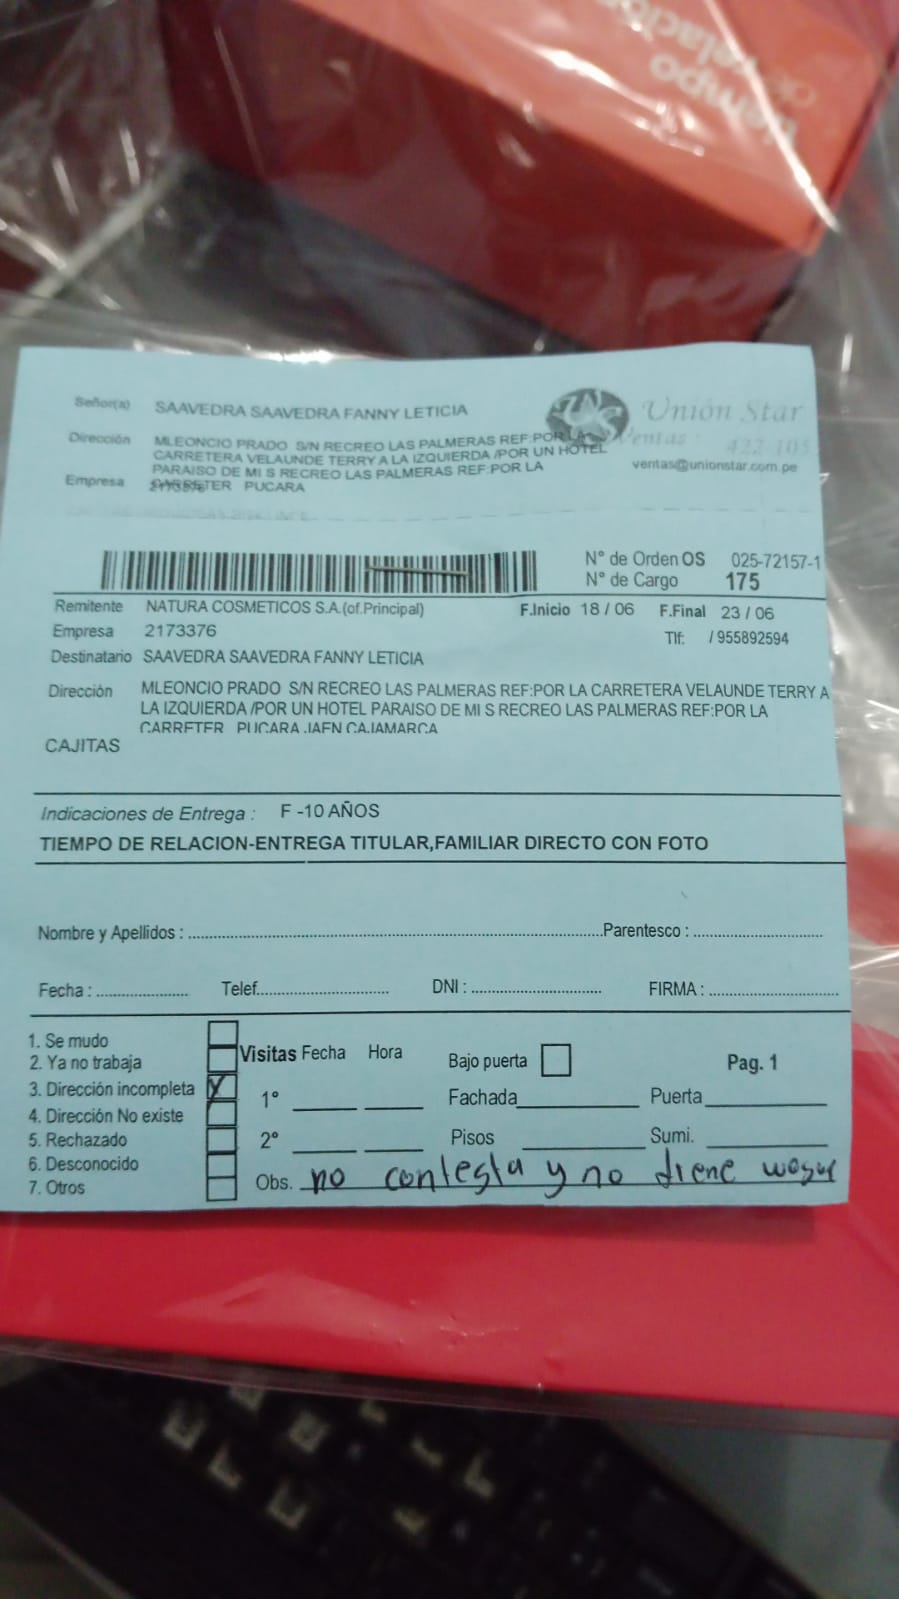 tiempo
de relación
Señor(a) SAAVEDRA SAAVEDRA FANNY LETICIA
Unión Star
Ventas : 422-105
ventas@unionstar.com.pe
Dirección MLEONCIO PRADO S/N RECREO LAS PALMERAS REF:POR LA
CARRETERA VELAUNDE TERRY A LA IZQUIERDA /POR UN HOTEL
PARAISO DE MI S RECREO LAS PALMERAS REF:POR LA
CARRETER PUCARA
Empresa 2173376
N° de Orden OS 025-72157-1
N° de Cargo 175
Remitente NATURA COSMETICOS S.A.(of.Principal) F.Inicio 18 / 06 F.Final 23 / 06
Empresa 2173376 Tlf: / 955892594
Destinatario SAAVEDRA SAAVEDRA FANNY LETICIA
Dirección MLEONCIO PRADO S/N RECREO LAS PALMERAS REF:POR LA CARRETERA VELAUNDE TERRY A
LA IZQUIERDA /POR UN HOTEL PARAISO DE MI S RECREO LAS PALMERAS REF:POR LA
CARRETER PUCARA JAEN CAJAMARCA
CAJITAS
Indicaciones de Entrega : F -10 AÑOS
TIEMPO DE RELACION-ENTREGA TITULAR,FAMILIAR DIRECTO CON FOTO
Nombre y Apellidos : Parentesco :
Fecha : Telef. DNI : FIRMA :
1. Se mudo
2. Ya no trabaja
3. Dirección incompleta
4. Dirección No existe
5. Rechazado
6. Desconocido
7. Otros
Visitas Fecha Hora Bajo puerta Pag. 1
1° Fachada Puerta
2° Pisos Sumi.
Obs. no contesta y no tiene